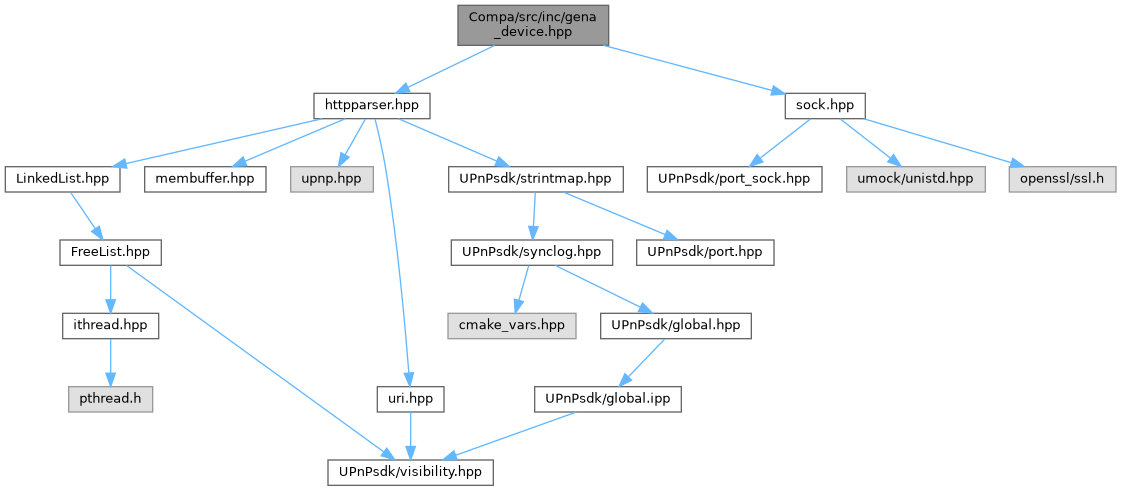 Compa/src/inc/gena
_device.hpp
httpparser.hpp
sock.hpp
LinkedList.hpp
membuffer.hpp
upnp.hpp
UPnPsdk/strintmap.hpp
UPnPsdk/port_sock.hpp
umock/unistd.hpp
openssl/ssl.h
FreeList.hpp
UPnPsdk/synclog.hpp
UPnPsdk/port.hpp
ithread.hpp
cmake_vars.hpp
UPnPsdk/global.hpp
pthread.h
uri.hpp
UPnPsdk/global.ipp
UPnPsdk/visibility.hpp